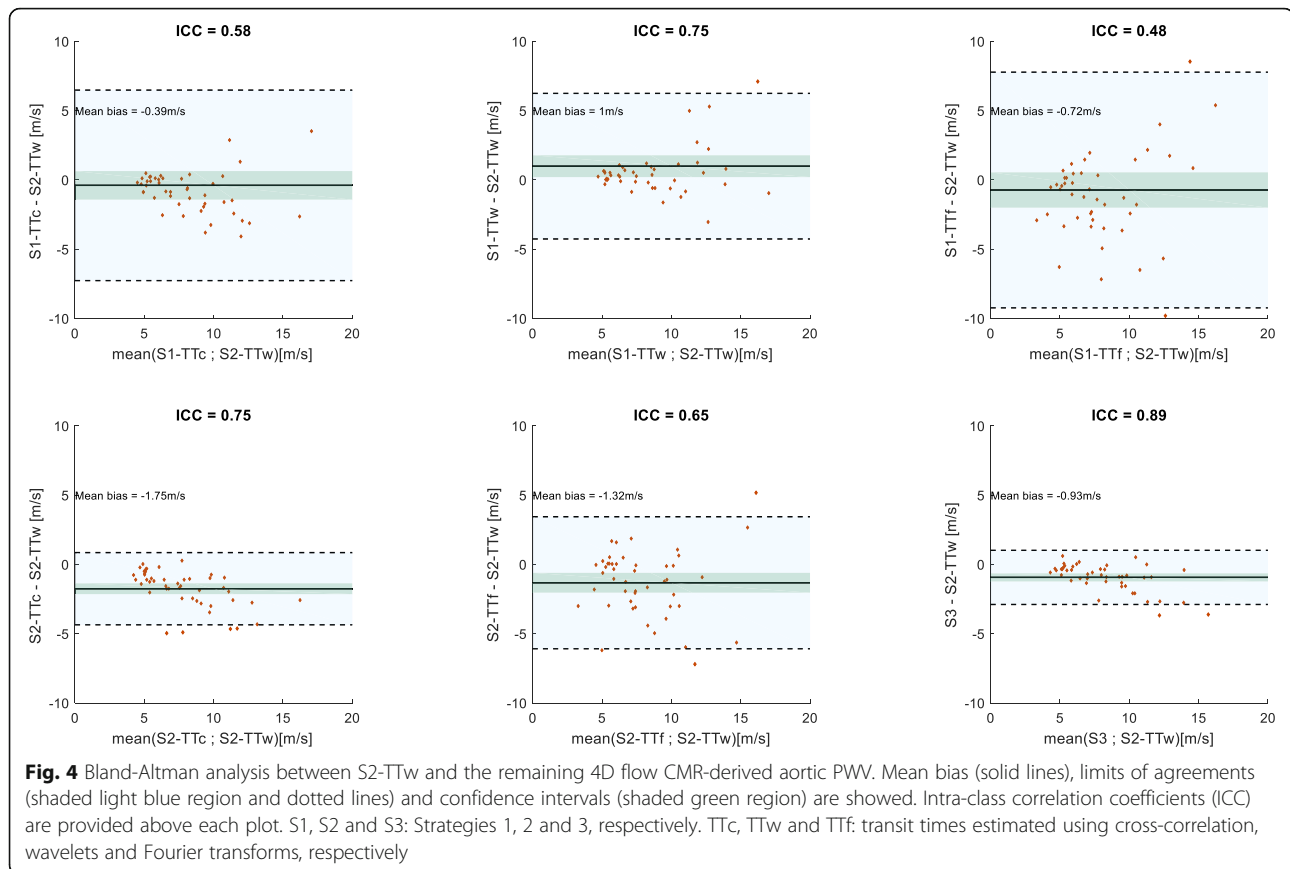 ICC = 0.58
10
5
0
-5
-10
S1-TTc - S2-TTw [m/s]
Mean bias = -0.39m/s
0 5 10 15 20
mean(S1-TTc ; S2-TTw)[m/s]
ICC = 0.75
10
5
0
-5
-10
S1-TTw - S2-TTw [m/s]
Mean bias = 1m/s
0 5 10 15 20
mean(S1-TTw ; S2-TTw)[m/s]
ICC = 0.48
10
5
0
-5
-10
S1-TTf - S2-TTw [m/s]
Mean bias = -0.72m/s
0 5 10 15 20
mean(S1-TTf ; S2-TTw)[m/s]
ICC = 0.75
10
5
0
-5
-10
S2-TTc - S2-TTw [m/s]
Mean bias = -1.75m/s
0 5 10 15 20
mean(S2-TTc ; S2-TTw)[m/s]
ICC = 0.65
10
5
0
-5
-10
S2-TTf - S2-TTw [m/s]
Mean bias = -1.32m/s
0 5 10 15 20
mean(S2-TTf ; S2-TTw)[m/s]
ICC = 0.89
10
5
0
-5
-10
S3 - S2-TTw [m/s]
Mean bias = -0.93m/s
0 5 10 15 20
mean(S3 ; S2-TTw)[m/s]
Fig. 4 Bland-Altman analysis between S2-TTw and the remaining 4D flow CMR-derived aortic PWV. Mean bias (solid lines), limits of agreements
(shaded light blue region and dotted lines) and confidence intervals (shaded green region) are showed. Intra-class correlation coefficients (ICC)
are provided above each plot. S1, S2 and S3: Strategies 1, 2 and 3, respectively. TTc, TTw and TTf: transit times estimated using cross-correlation,
wavelets and Fourier transforms, respectively